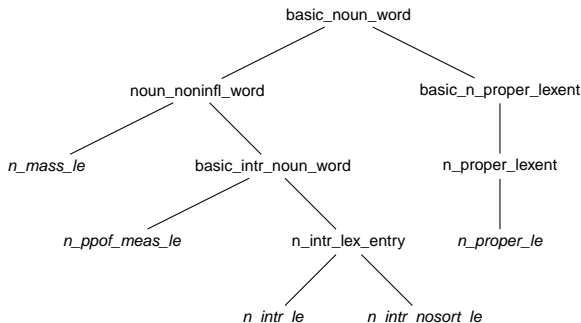 basic_noun_word
noun_noninfl_word basic_n_proper_lexent
n_mass_le basic_intr_noun_word n_proper_lexent
n_ppof_meas_le n_intr_lex_entry n_proper_le
n_intr_le n_intr_nosort_le